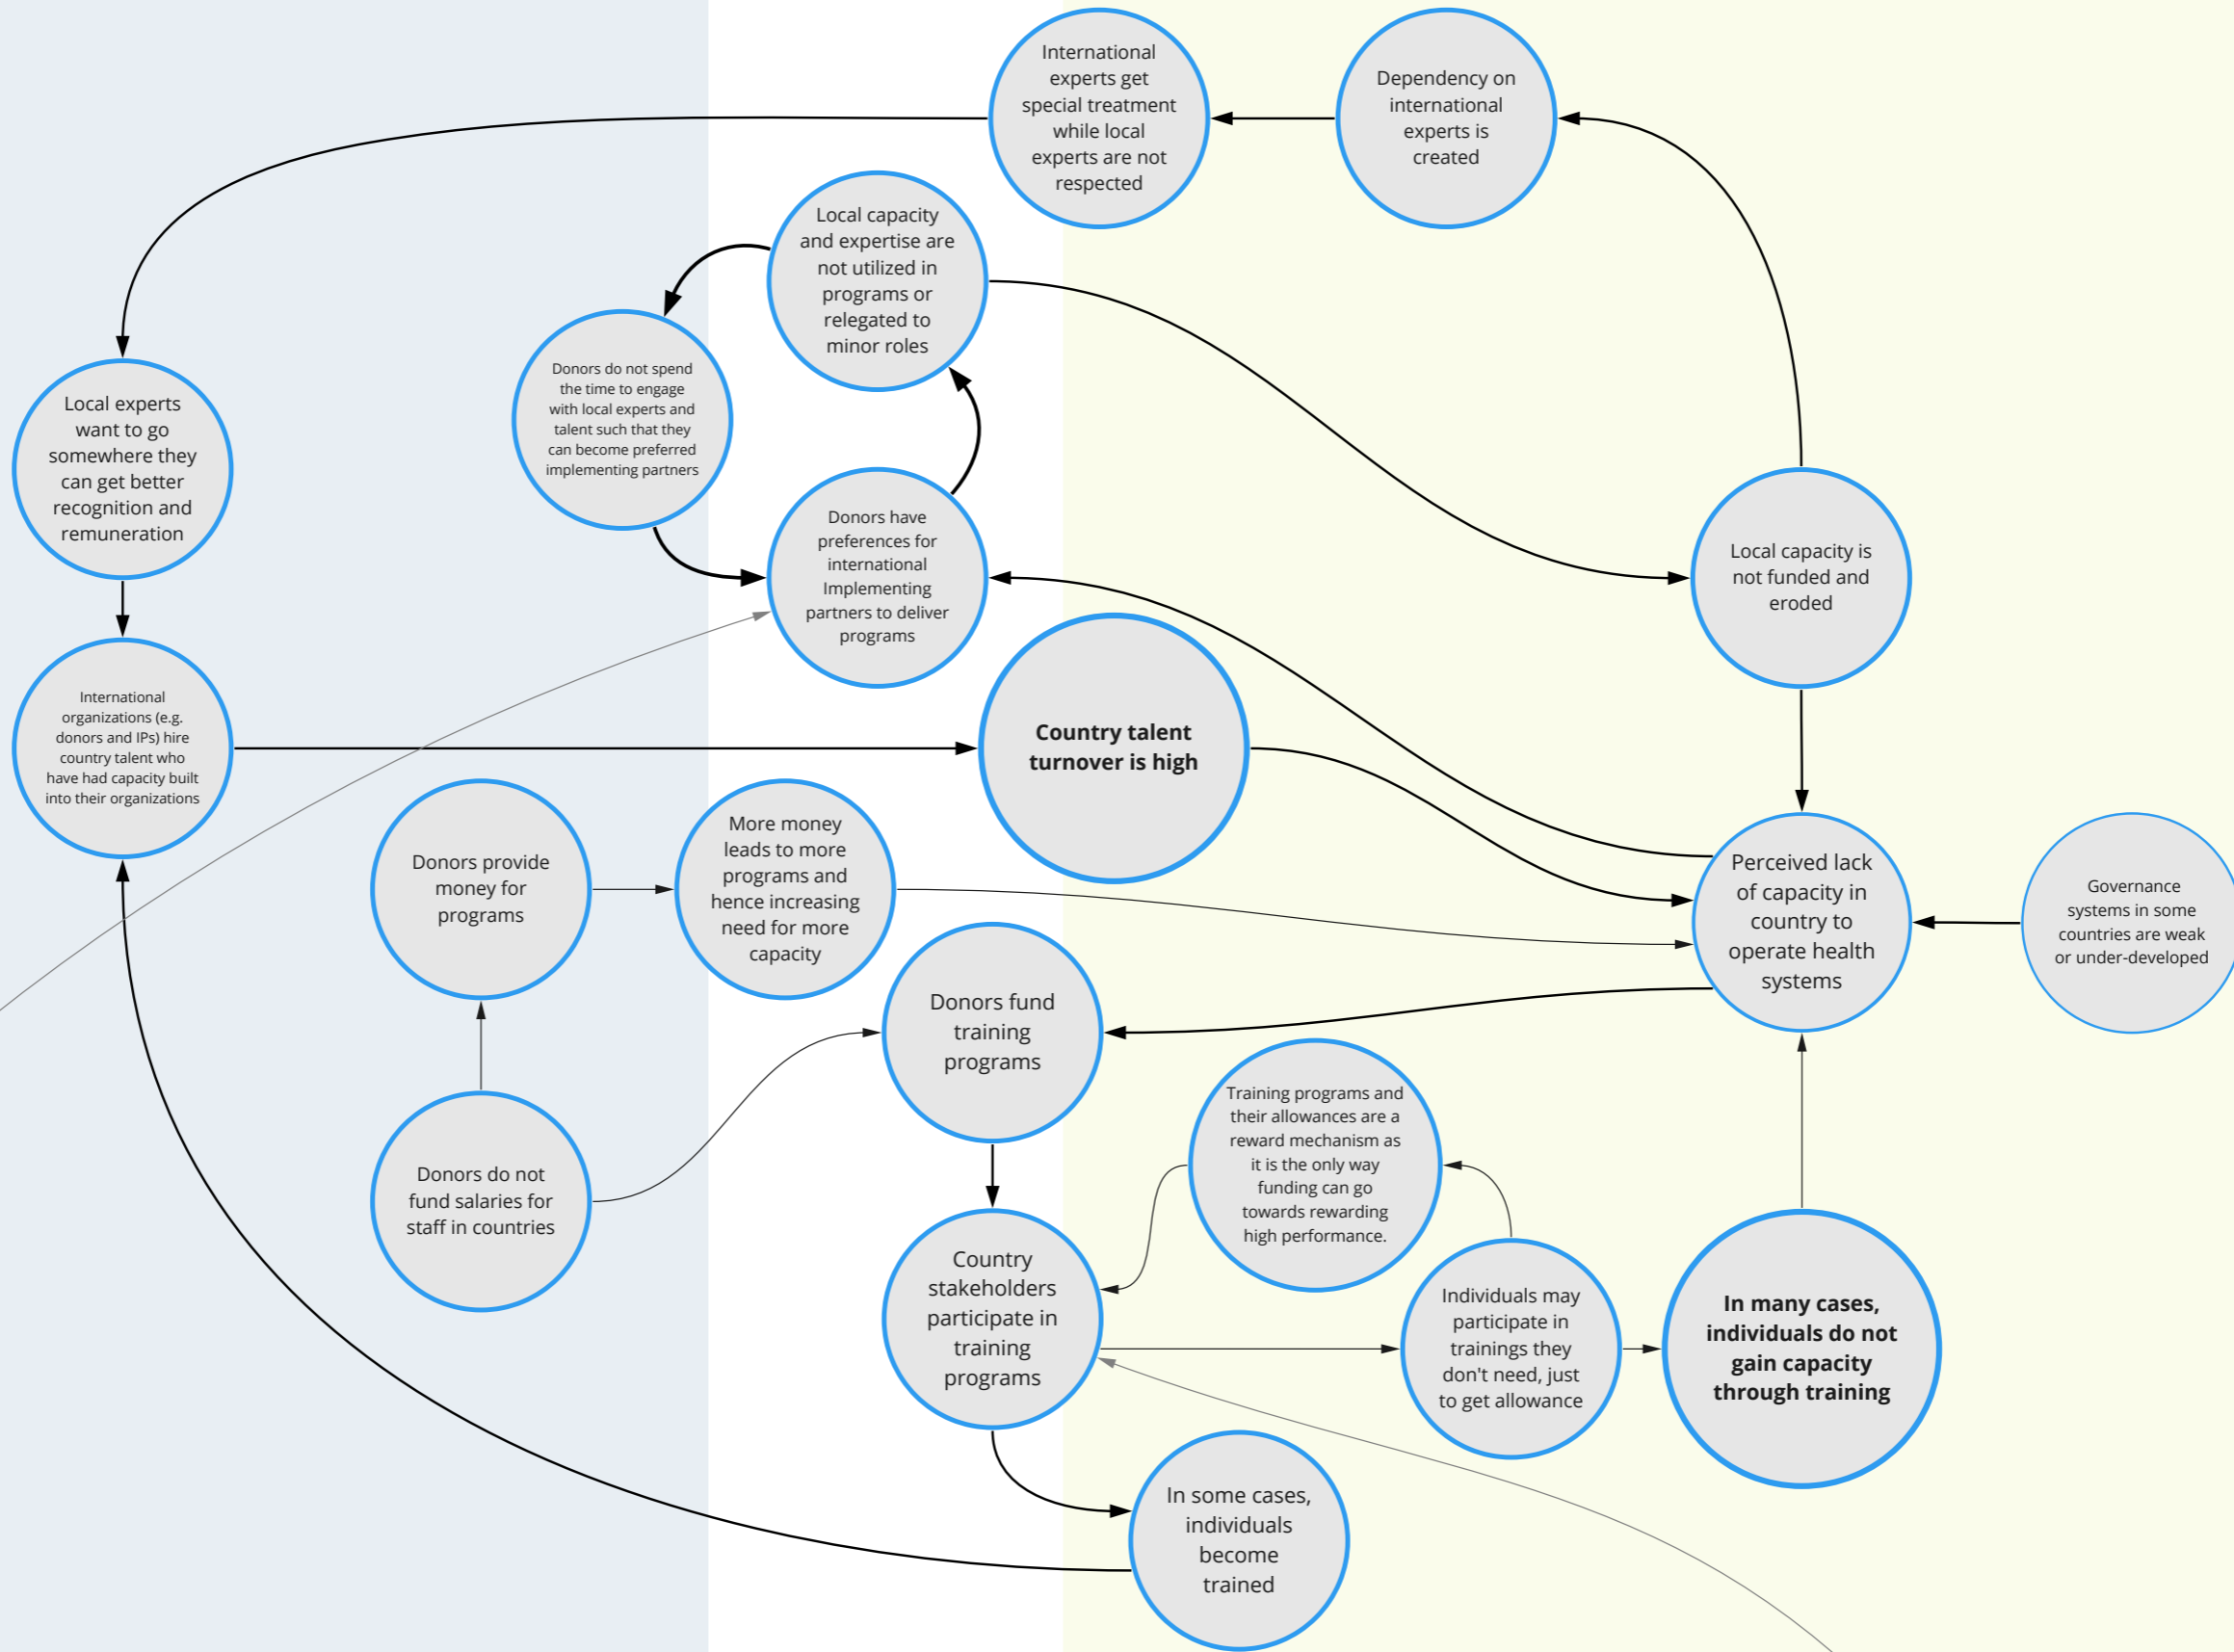 International
experts get
special treatment
while local
experts are not
respected
Dependency on
international
experts is
created
Local capacity
and expertise are
not utilized in
programs or
relegated to
minor roles
Donors do not spend
the time to engage
with local experts and
talent such that they
can become preferred
implementing partners
Local experts
want to go
somewhere they
can get better
recognition and
remuneration
Donors have
preferences for
international
Implementing
partners to deliver
programs
Local capacity is
not funded and
eroded
International
organizations (e.g.
donors and IPs) hire
country talent who
have had capacity built
into their organizations
Country talent
turnover is high
Donors provide
money for
programs
More money
leads to more
programs and
hence increasing
need for more
capacity
Perceived lack
of capacity in
country to
operate health
systems
Governance
systems in some
countries are weak
or under-developed
Donors fund
training
programs
Training programs and
their allowances are a
reward mechanism as
it is the only way
funding can go
towards rewarding
high performance.
Donors do not
fund salaries for
staff in countries
Country
stakeholders
participate in
training
programs
Individuals may
participate in
trainings they
don't need, just
to get allowance
In many cases,
individuals do not
gain capacity
through training
In some cases,
individuals
become
trained